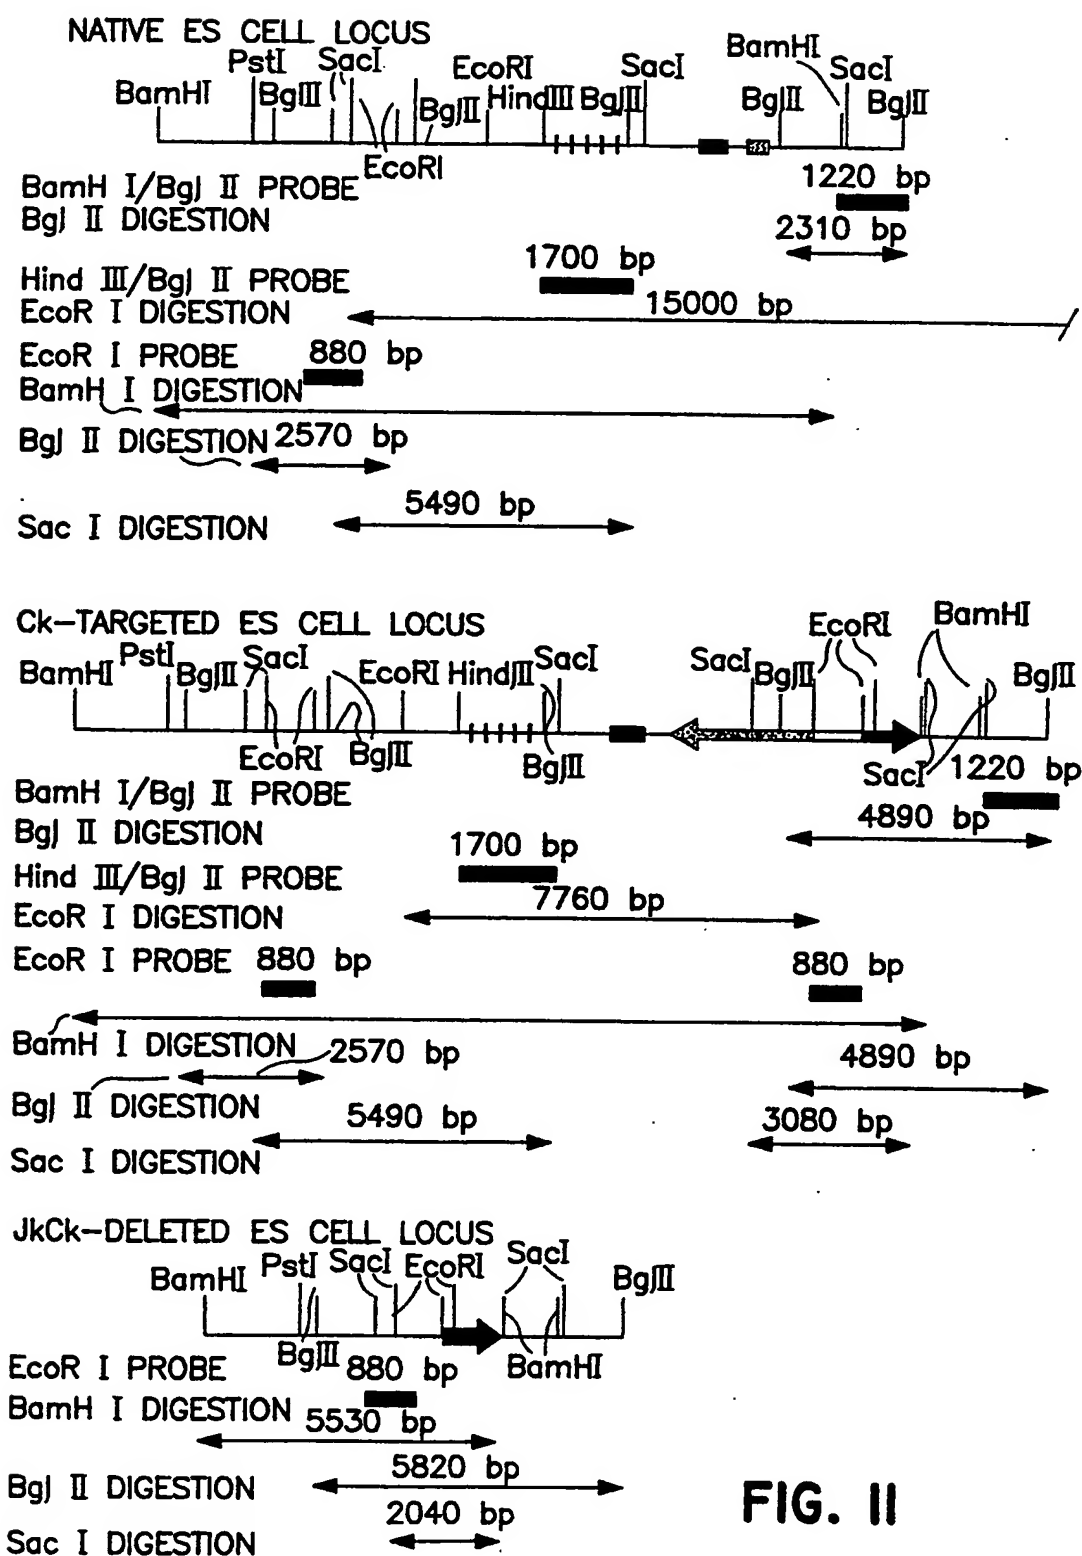 NATIVE ES CELL LOCUS
BamHI PstI BglII SacI EcoRI BglII EcoRI HindIII BglII SacI BglII BamHI SacI BglII
BamH I/Bgl II PROBE 1220 bp
Bgl II DIGESTION 2310 bp
Hind III/Bgl II PROBE 1700 bp
EcoR I DIGESTION 15000 bp
EcoR I PROBE 880 bp
BamH I DIGESTION
Bgl II DIGESTION 2570 bp
Sac I DIGESTION 5490 bp
Ck-TARGETED ES CELL LOCUS
BamHI PstI BglII SacI EcoRI BglII EcoRI HindIII SacI BglII SacI BglII EcoRI BamHI SacI BglII
BamH I/Bgl II PROBE 1220 bp
Bgl II DIGESTION 4890 bp
Hind III/Bgl II PROBE 1700 bp
EcoR I DIGESTION 7760 bp
EcoR I PROBE 880 bp 880 bp
BamH I DIGESTION
Bgl II DIGESTION 2570 bp 4890 bp
Sac I DIGESTION 5490 bp 3080 bp
JkCk-DELETED ES CELL LOCUS
BamHI PstI BglII SacI EcoRI SacI BamHI BglII
EcoR I PROBE 880 bp
BamH I DIGESTION 5530 bp
Bgl II DIGESTION 5820 bp
Sac I DIGESTION 2040 bp
FIG. II